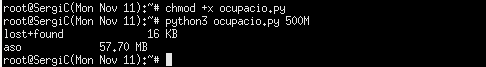 root@SergiC(Mon Nov 11):~# chmod +x ocupacio.py
root@SergiC(Mon Nov 11):~# python3 ocupacio.py 500M
lost+found          16 KB
aso          57.70 MB
root@SergiC(Mon Nov 11):~#